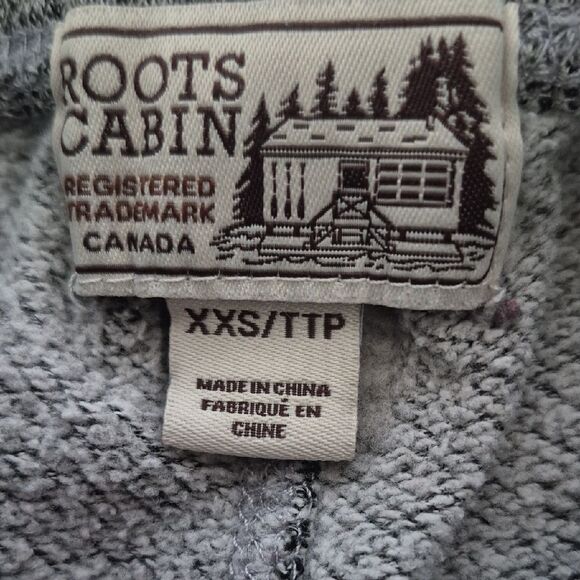 ROOTS
CABIN
REGISTERED
TRADEMARK
CANADA
XXS/TTP
MADE IN CHINA
FABRIQUÉ EN
CHINE